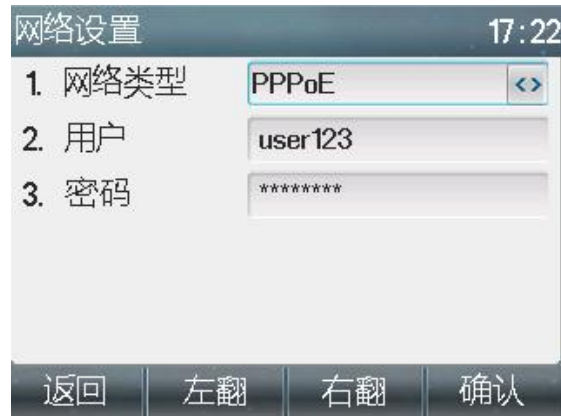 网络设置 17:22
1. 网络类型 PPPoE <>
2. 用户 user123
3. 密码 ********
返回 左翻 右翻 确认